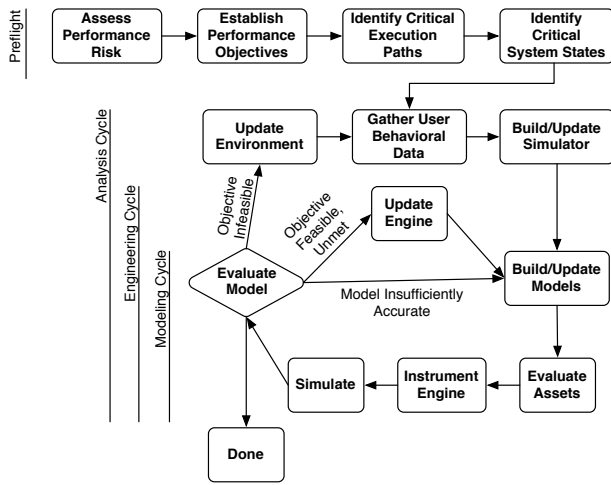 Preflight
Assess
Performance
Risk
Establish
Performance
Objectives
Identify Critical
Execution
Paths
Identify
Critical
System States
Analysis Cycle
Engineering Cycle
Modeling Cycle
Update
Environment
Gather User
Behavioral
Data
Build/Update
Simulator
Objective
Infeasible
Objective
Feasible,
Unmet
Update
Engine
Evaluate
Model
Model Insufficiently
Accurate
Build/Update
Models
Simulate
Instrument
Engine
Evaluate
Assets
Done